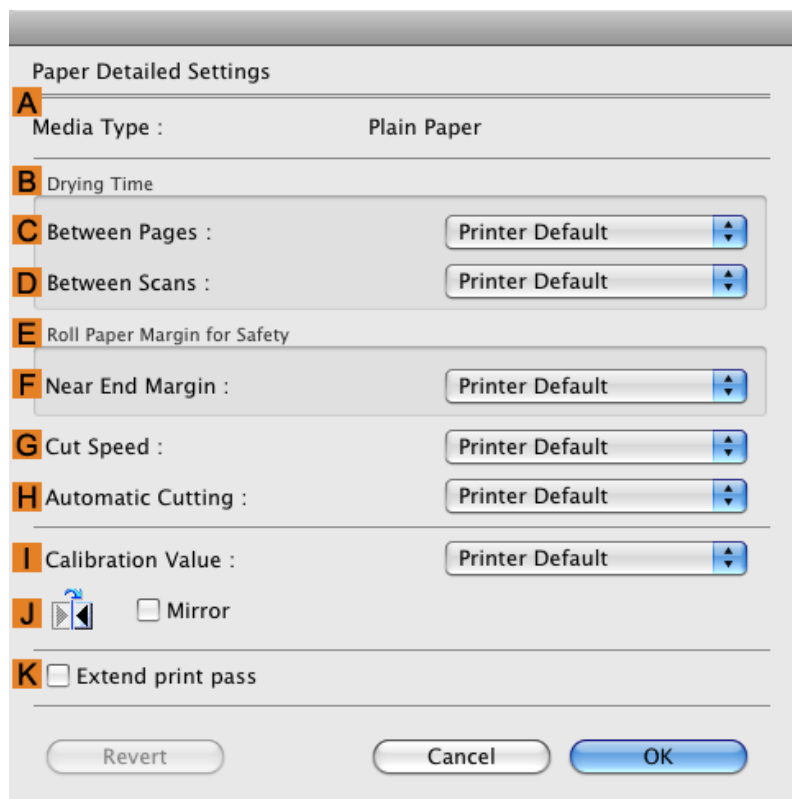 Paper Detailed Settings
A
Media Type : Plain Paper
B Drying Time
C Between Pages : Printer Default
D Between Scans : Printer Default
E Roll Paper Margin for Safety
F Near End Margin : Printer Default
G Cut Speed : Printer Default
H Automatic Cutting : Printer Default
I Calibration Value : Printer Default
J Mirror
K Extend print pass
Revert Cancel OK